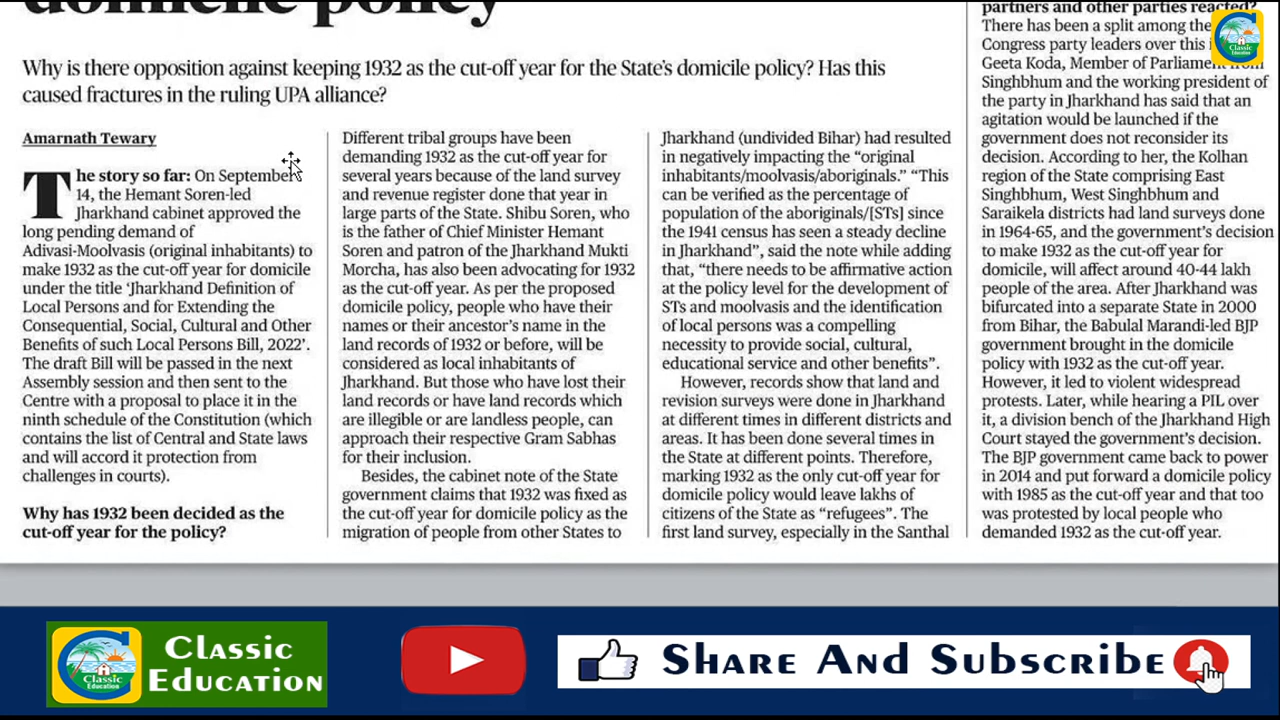 domicile policy
Why is there opposition against keeping 1932 as the cut-off year for the State's domicile policy? Has this
caused fractures in the ruling UPA alliance?
Amarnath Tewary
The story so far: On September
14, the Hemant Soren-led
Jharkhand cabinet approved the
long pending demand of
Adivasi-Moolvasis (original inhabitants) to
make 1932 as the cut-off year for domicile
under the title 'Jharkhand Definition of
Local Persons and for Extending the
Consequential, Social, Cultural and Other
Benefits of such Local Persons Bill, 2022'.
The draft Bill will be passed in the next
Assembly session and then sent to the
Centre with a proposal to place it in the
ninth schedule of the Constitution (which
contains the list of Central and State laws
and will accord it protection from
challenges in courts).
Why has 1932 been decided as the
cut-off year for the policy?
Different tribal groups have been
demanding 1932 as the cut-off year for
several years because of the land survey
and revenue register done that year in
large parts of the State. Shibu Soren, who
is the father of Chief Minister Hemant
Soren and patron of the Jharkhand Mukti
Morcha, has also been advocating for 1932
as the cut-off year. As per the proposed
domicile policy, people who have their
names or their ancestor's name in the
land records of 1932 or before, will be
considered as local inhabitants of
Jharkhand. But those who have lost their
land records or have land records which
are illegible or are landless people, can
approach their respective Gram Sabhas
for their inclusion.
Besides, the cabinet note of the State
government claims that 1932 was fixed as
the cut-off year for domicile policy as the
migration of people from other States to
Jharkhand (undivided Bihar) had resulted
in negatively impacting the "original
inhabitants/moolvasis/aboriginals." "This
can be verified as the percentage of
population of the aboriginals/[STs] since
the 1941 census has seen a steady decline
in Jharkhand", said the note while adding
that, "there needs to be affirmative action
at the policy level for the development of
STs and moolvasis and the identification
of local persons was a compelling
necessity to provide social, cultural,
educational service and other benefits".
However, records show that land and
revision surveys were done in Jharkhand
at different times in different districts and
areas. It has been done several times in
the State at different points. Therefore,
marking 1932 as the only cut-off year for
domicile policy would leave lakhs of
citizens of the State as "refugees". The
first land survey, especially in the Santhal
partners and other parties reacted?
There has been a split among the
Congress party leaders over this
Geeta Koda, Member of Parliament from
Singhbhum and the working president of
the party in Jharkhand has said that an
agitation would be launched if the
government does not reconsider its
decision. According to her, the Kolhan
region of the State comprising East
Singhbhum, West Singhbhum and
Saraikela districts had land surveys done
in 1964-65, and the government's decision
to make 1932 as the cut-off year for
domicile, will affect around 40-44 lakh
people of the area. After Jharkhand was
bifurcated into a separate State in 2000
from Bihar, the Babulal Marandi-led BJP
government brought in the domicile
policy with 1932 as the cut-off year.
However, it led to violent widespread
protests. Later, while hearing a PIL over
it, a division bench of the Jharkhand High
Court stayed the government's decision.
The BJP government came back to power
in 2014 and put forward a domicile policy
with 1985 as the cut-off year and that too
was protested by local people who
demanded 1932 as the cut-off year.
Classic
Education
Classic
Education
Classic
Education
Share And Subscribe